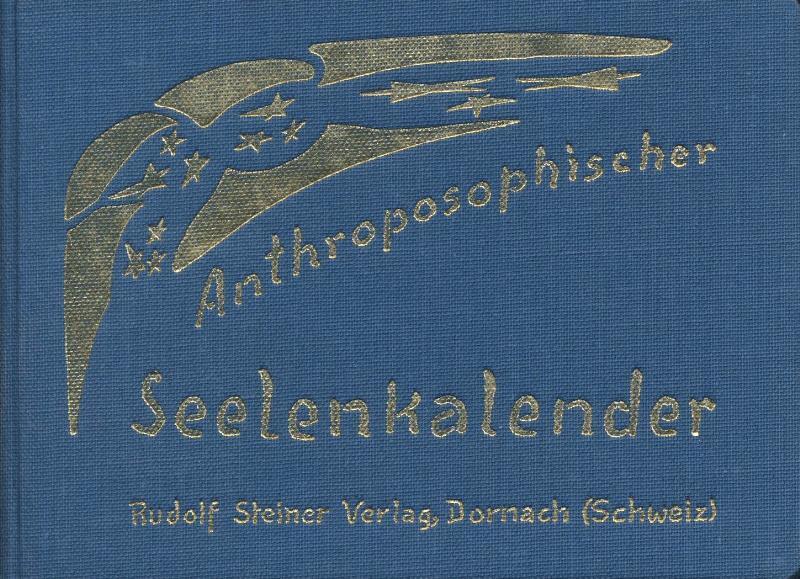 Anthroposophischer
Seelenkalender
Rudolf Steiner Verlag, Dornach (Schweiz)